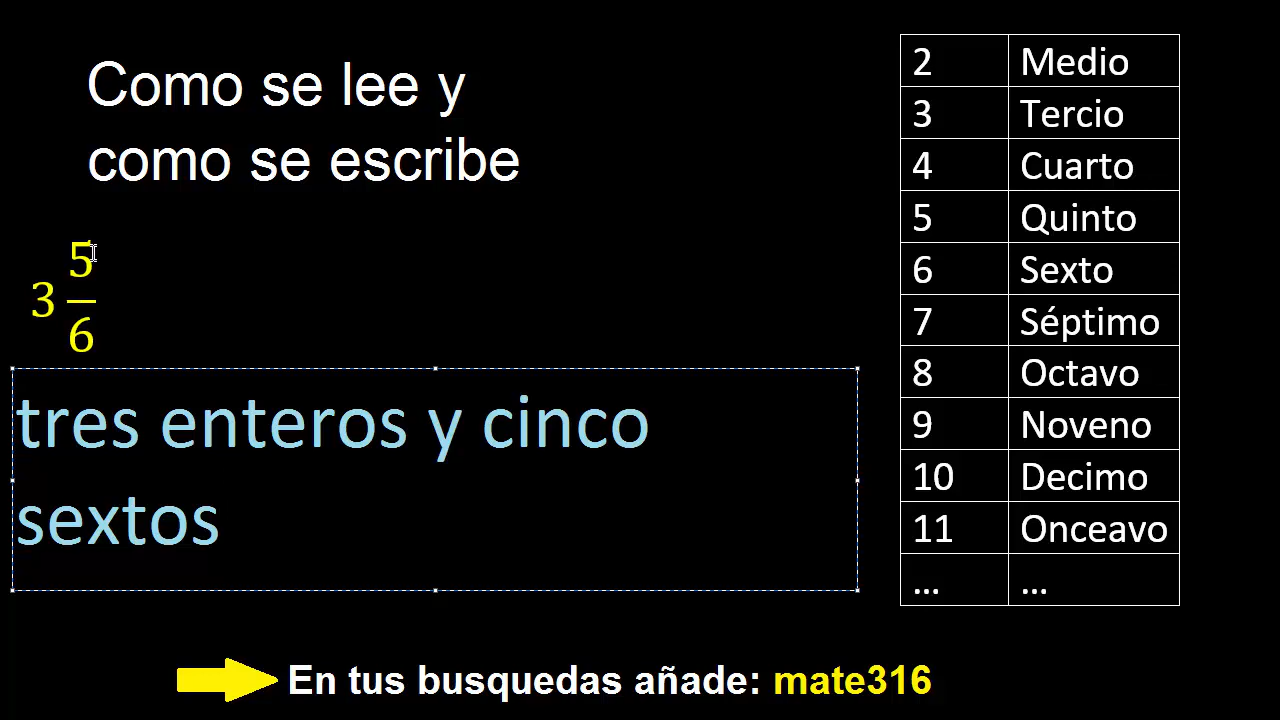 Como se lee y
como se escribe
3 5/6
tres enteros y cinco
sextos
2 Medio
3 Tercio
4 Cuarto
5 Quinto
6 Sexto
7 Séptimo
8 Octavo
9 Noveno
10 Decimo
11 Onceavo
... ...
En tus busquedas añade: mate316